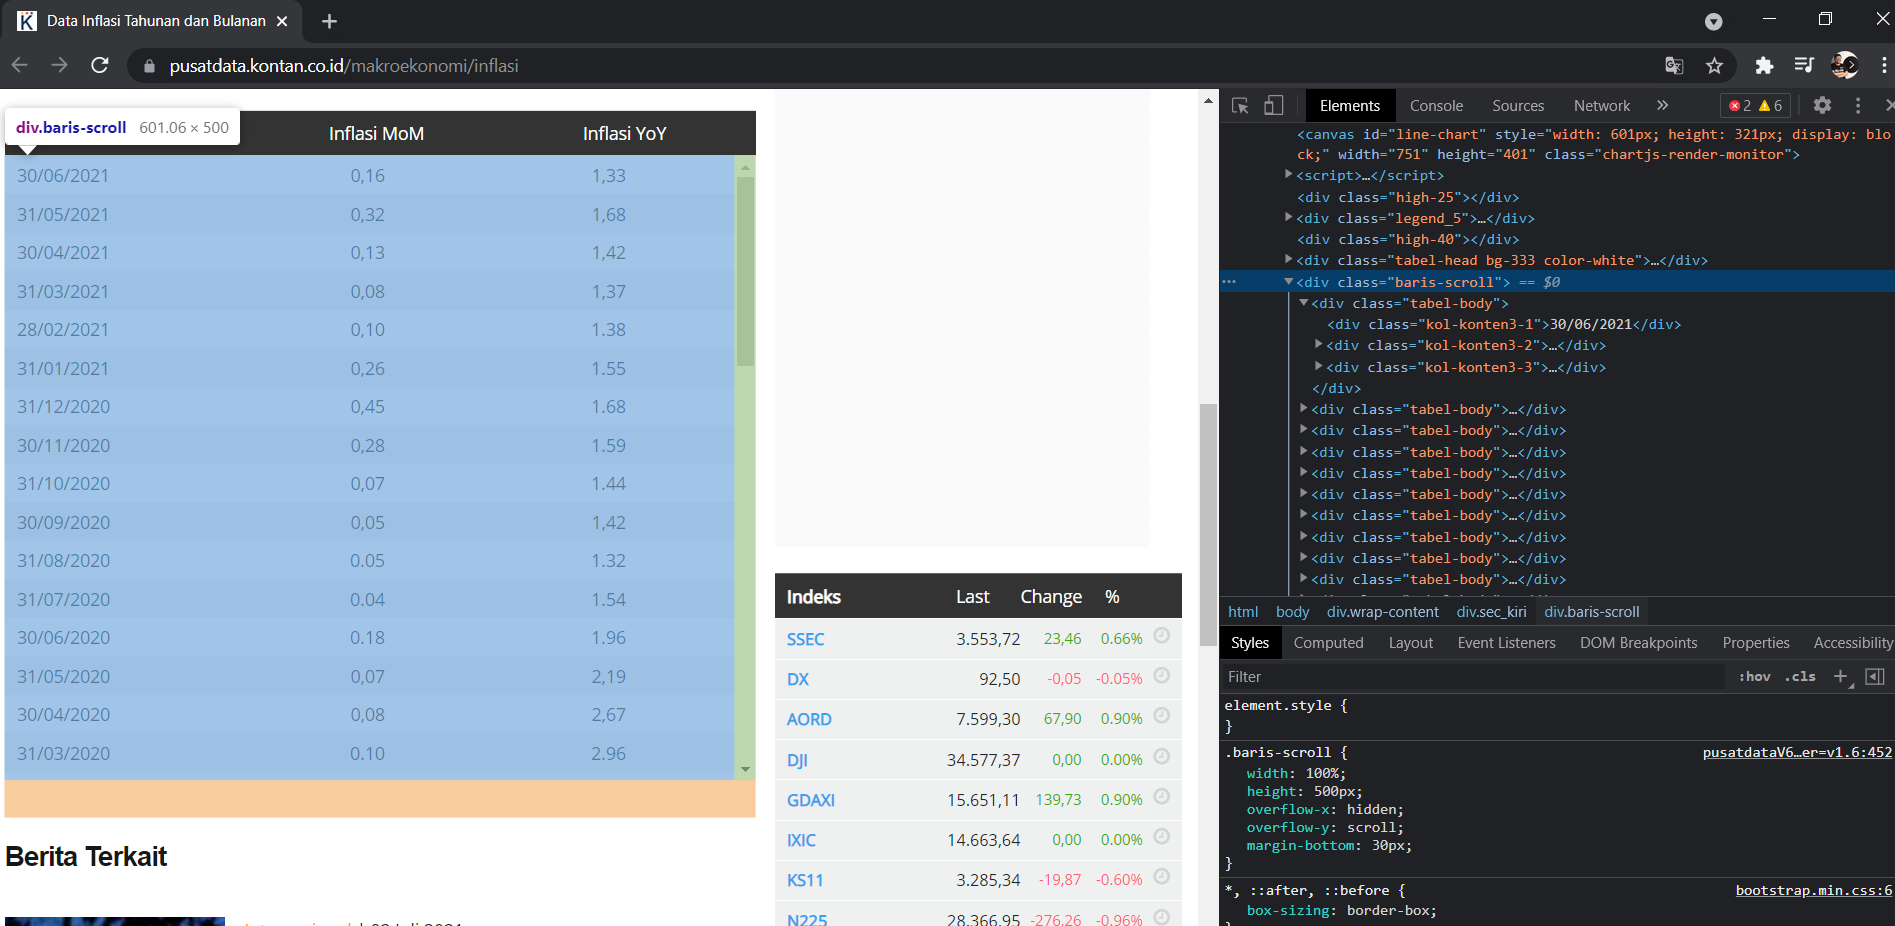 Data Inflasi Tahunan dan Bulanan
pusatdata.kontan.co.id/makroekonomi/inflasi
div.baris-scroll 601.06 × 500
Inflasi MoM Inflasi YoY
30/06/2021 0,16 1,33
31/05/2021 0,32 1,68
30/04/2021 0,13 1,42
31/03/2021 0,08 1,37
28/02/2021 0,10 1.38
31/01/2021 0,26 1.55
31/12/2020 0,45 1.68
30/11/2020 0,28 1.59
31/10/2020 0,07 1.44
30/09/2020 0,05 1,42
31/08/2020 0.05 1.32
31/07/2020 0.04 1.54
30/06/2020 0.18 1.96
31/05/2020 0,07 2,19
30/04/2020 0,08 2,67
31/03/2020 0.10 2.96
Berita Terkait
Indeks Last Change %
SSEC 3.553,72 23,46 0.66%
DX 92,50 -0,05 -0.05%
AORD 7.599,30 67,90 0.90%
DJI 34.577,37 0,00 0.00%
GDAXI 15.651,11 139,73 0.90%
IXIC 14.663,64 0,00 0.00%
KS11 3.285,34 -19,87 -0.60%
N225 28.366,95 -276,26 -0.96%
Elements Console Sources Network » 2 6
<canvas id="line-chart" style="width: 601px; height: 321px; display: blo
ck;" width="751" height="401" class="chartjs-render-monitor">
<script>…</script>
<div class="high-25"></div>
<div class="legend_5">…</div>
<div class="high-40"></div>
<div class="tabel-head bg-333 color-white">…</div>
<div class="baris-scroll"> == $0
<div class="tabel-body">
<div class="kol-konten3-1">30/06/2021</div>
<div class="kol-konten3-2">…</div>
<div class="kol-konten3-3">…</div>
</div>
<div class="tabel-body">…</div>
<div class="tabel-body">…</div>
<div class="tabel-body">…</div>
<div class="tabel-body">…</div>
<div class="tabel-body">…</div>
<div class="tabel-body">…</div>
<div class="tabel-body">…</div>
<div class="tabel-body">…</div>
<div class="tabel-body">…</div>
html body div.wrap-content div.sec_kiri div.baris-scroll
Styles Computed Layout Event Listeners DOM Breakpoints Properties Accessibility
Filter :hov .cls +
element.style {
}
.baris-scroll { pusatdataV6…er=v1.6:452
width: 100%;
height: 500px;
overflow-x: hidden;
overflow-y: scroll;
margin-bottom: 30px;
}
*, ::after, ::before { bootstrap.min.css:6
box-sizing: border-box;